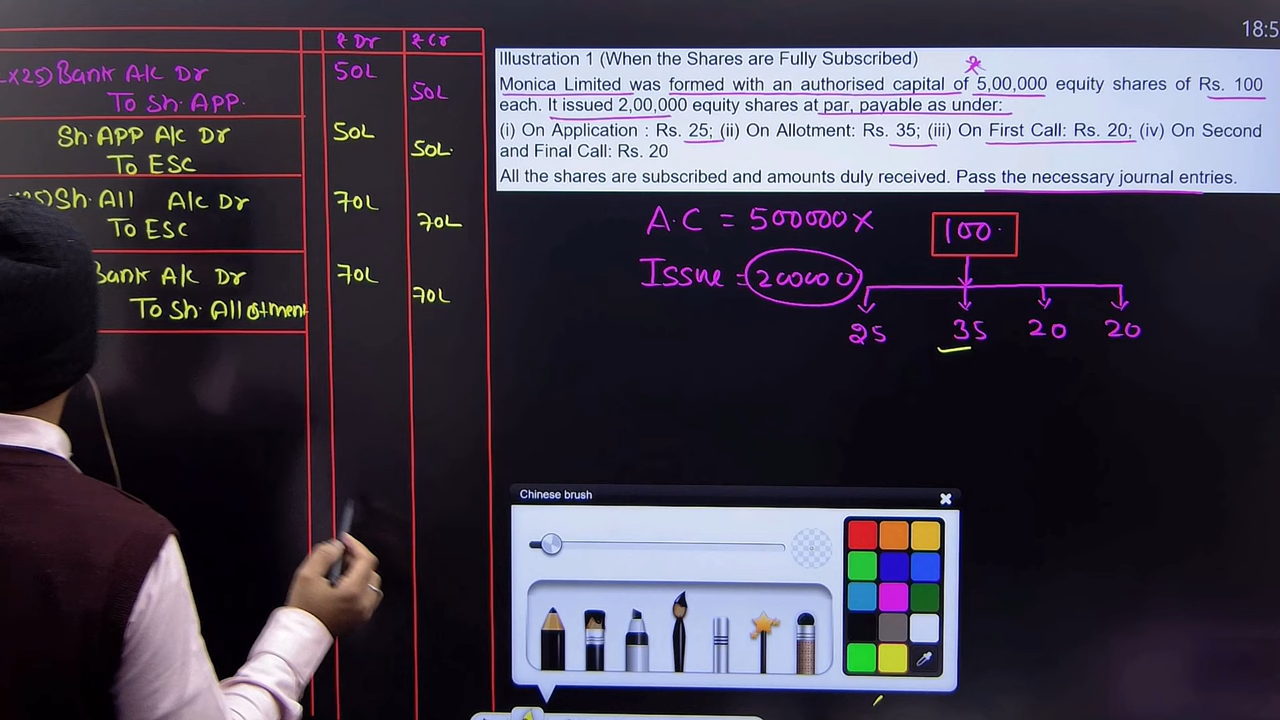 18:5
₹ Dr ₹ Cr
x25) Bank A/c Dr 50L
To Sh. APP. 50L
Sh. APP A/c Dr 50L
To ESC 50L.
Sh. All A/c Dr 70L
To ESC 70L
Bank A/c Dr 70L
To Sh. Allotment 70L
Illustration 1 (When the Shares are Fully Subscribed)
Monica Limited was formed with an authorised capital of 5,00,000 equity shares of Rs. 100
each. It issued 2,00,000 equity shares at par, payable as under:
(i) On Application : Rs. 25; (ii) On Allotment: Rs. 35; (iii) On First Call: Rs. 20; (iv) On Second
and Final Call: Rs. 20
All the shares are subscribed and amounts duly received. Pass the necessary journal entries.
A.C = 500000 X
100.
Issue = 200000
25 35 20 20
Chinese brush